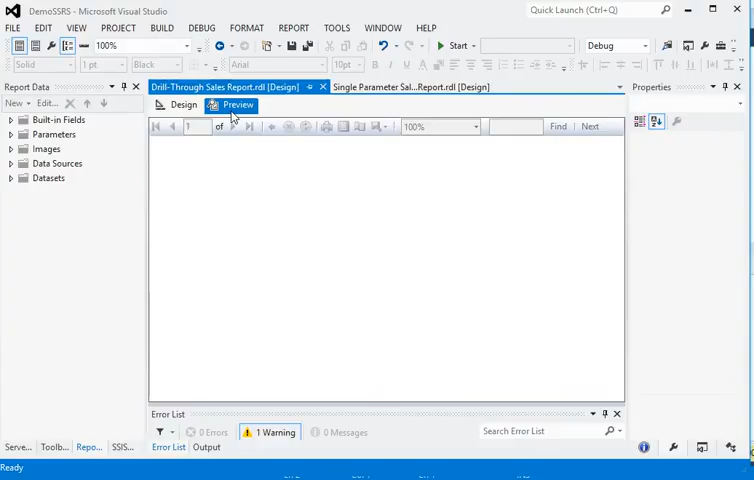 DemoSSRS - Microsoft Visual Studio
Quick Launch (Ctrl+Q)
FILE EDIT VIEW PROJECT BUILD DEBUG FORMAT REPORT TOOLS WINDOW HELP
100% Start Debug
Solid 1 pt Black Arial 10pt B I U A
Report Data
Drill-Through Sales Report.rdl [Design] Single Parameter Sal...Report.rdl [Design]
Properties
New Edit...
Design Preview
Built-in Fields
1 of 100% Find Next
Parameters
Images
Data Sources
Datasets
Error List
0 Errors 1 Warning 0 Messages Search Error List
Serve... Toolb... Repo... SSIS... Error List Output
Ready